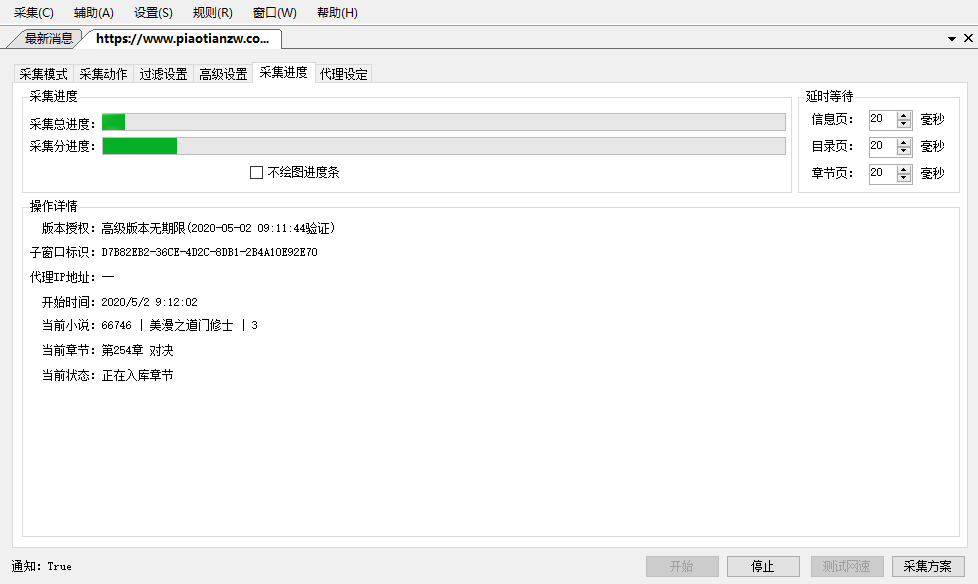 采集(C) 辅助(A) 设置(S) 规则(R) 窗口(W) 帮助(H)
最新消息 https://www.piaotianzw.co...
采集模式 采集动作 过滤设置 高级设置 采集进度 代理设定
采集进度
采集总进度：
采集分进度：
不绘图进度条
延时等待
信息页： 20 毫秒
目录页： 20 毫秒
章节页： 20 毫秒
操作详情
版本授权：高级版本无期限(2020-05-02 09:11:44验证)
子窗口标识：D7B82EB2-36CE-4D2C-8DB1-2B4A10E92E70
代理IP地址：—
开始时间：2020/5/2 9:12:02
当前小说：66746 | 美漫之道门修士 | 3
当前章节：第254章 对决
当前状态：正在入库章节
通知：True
开始 停止 测试网速 采集方案